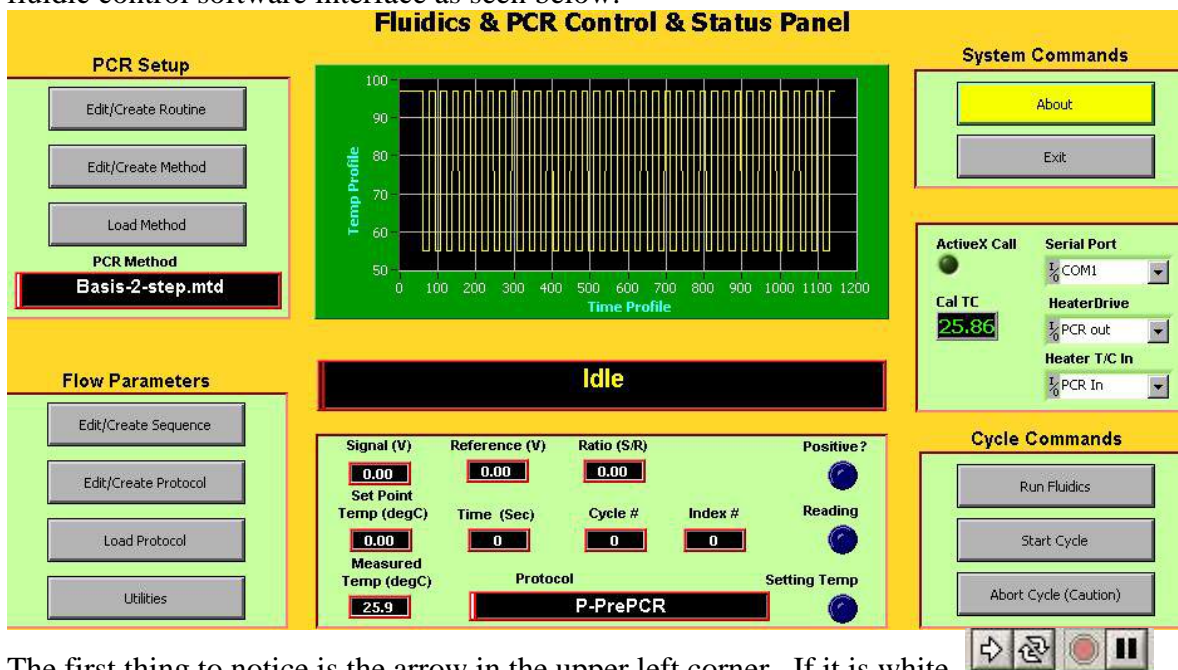 Fluidics & PCR Control & Status Panel
PCR Setup
Edit/Create Routine
Edit/Create Method
Load Method
PCR Method
Basis-2-step.mtd
Temp Profile
100
90
80
70
60
50
0 100 200 300 400 500 600 700 800 900 1000 1100 1200
Time Profile
System Commands
About
Exit
ActiveX Call
Serial Port
COM1
Cal TC
25.86
HeaterDrive
PCR out
Heater T/C In
PCR In
Idle
Flow Parameters
Edit/Create Sequence
Edit/Create Protocol
Load Protocol
Utilities
Signal (V) Reference (V) Ratio (S/R) Positive?
0.00 0.00 0.00
Set Point
Temp (degC) Time (Sec) Cycle # Index # Reading
0.00 0 0 0
Measured
Temp (degC) Protocol Setting Temp
25.9 P-PrePCR
Cycle Commands
Run Fluidics
Start Cycle
Abort Cycle (Caution)
The first thing to notice is the arrow in the upper left corner. If it is white